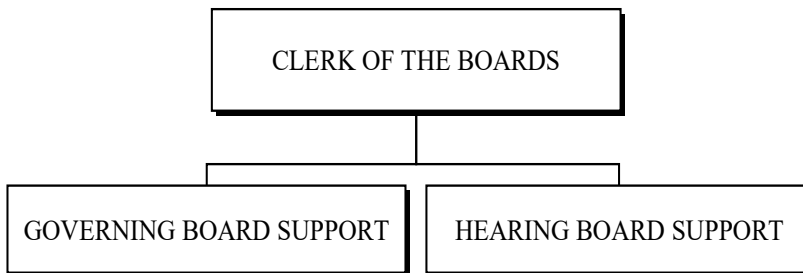 CLERK OF THE BOARDS
GOVERNING BOARD SUPPORT
HEARING BOARD SUPPORT